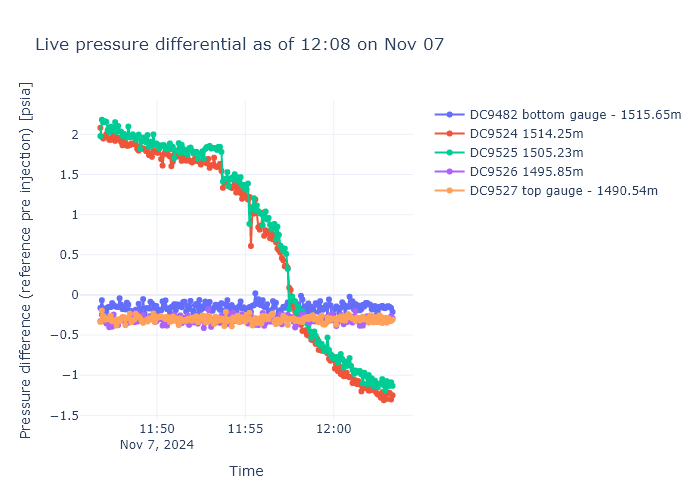 Live pressure differential as of 12:08 on Nov 07
Pressure difference (reference pre injection) [psia]
2
1.5
1
0.5
0
−0.5
−1
−1.5
11:50
Nov 7, 2024
11:55
12:00
Time
DC9482 bottom gauge - 1515.65m
DC9524 1514.25m
DC9525 1505.23m
DC9526 1495.85m
DC9527 top gauge - 1490.54m